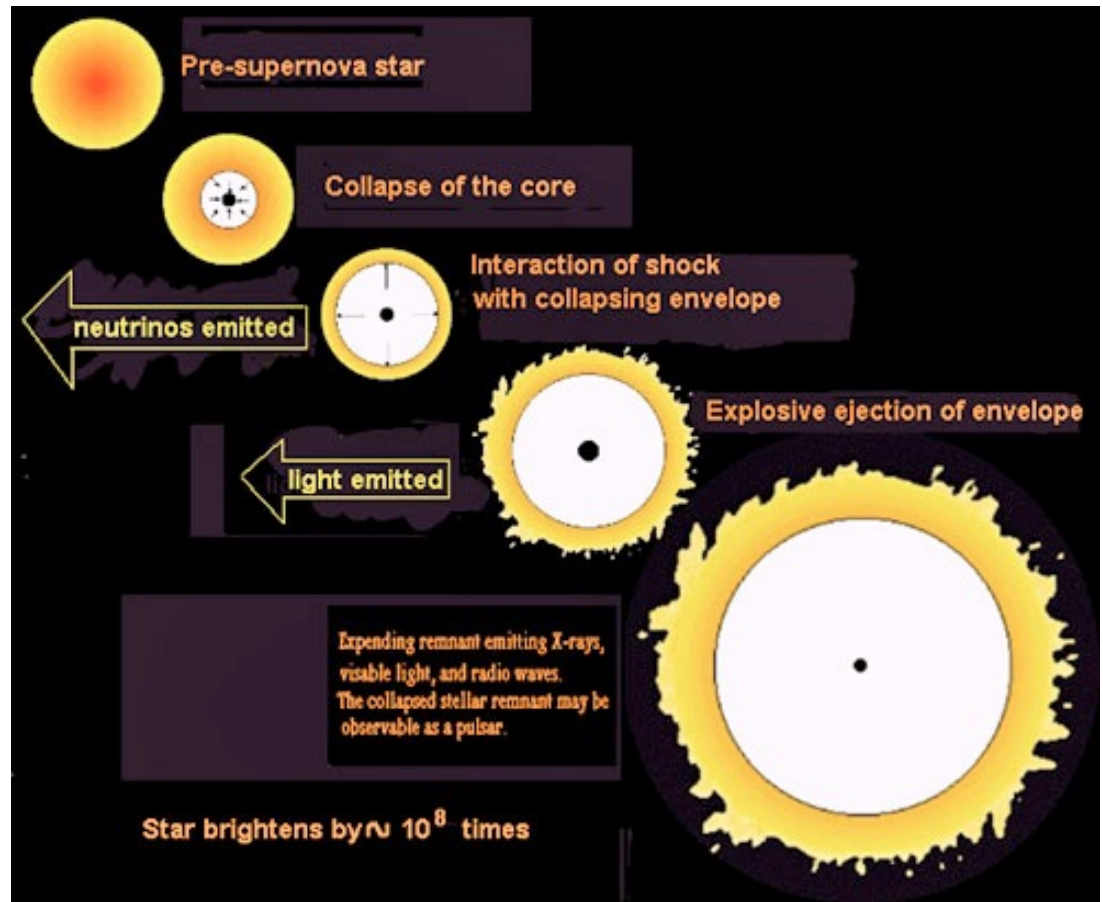 Pre-supernova star
Collapse of the core
Interaction of shock
with collapsing envelope
neutrinos emitted
Explosive ejection of envelope
light emitted
Expending remnant emitting X-rays,
visable light, and radio waves.
The collapsed stellar remnant may be
observable as a pulsar.
Star brightens by ~ 10⁸ times